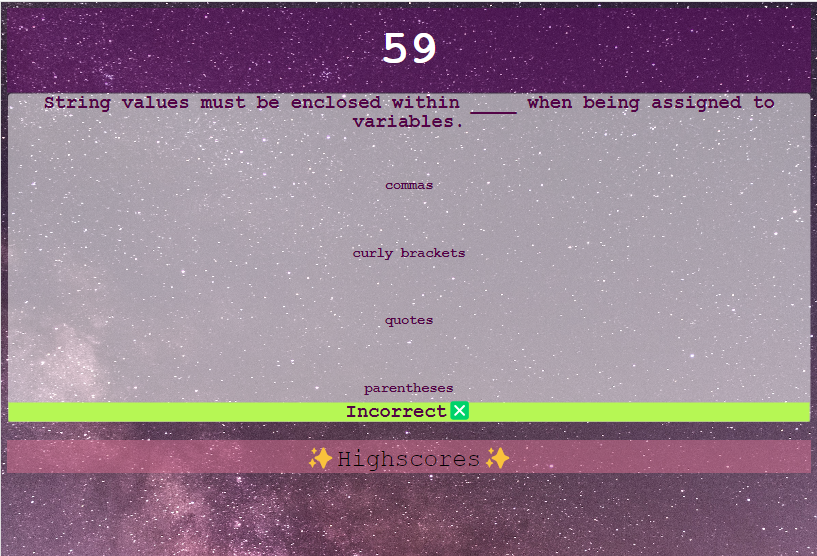 59
String values must be enclosed within ____ when being assigned to
variables.
commas
curly brackets
quotes
parentheses
Incorrect❎
✨Highscores✨